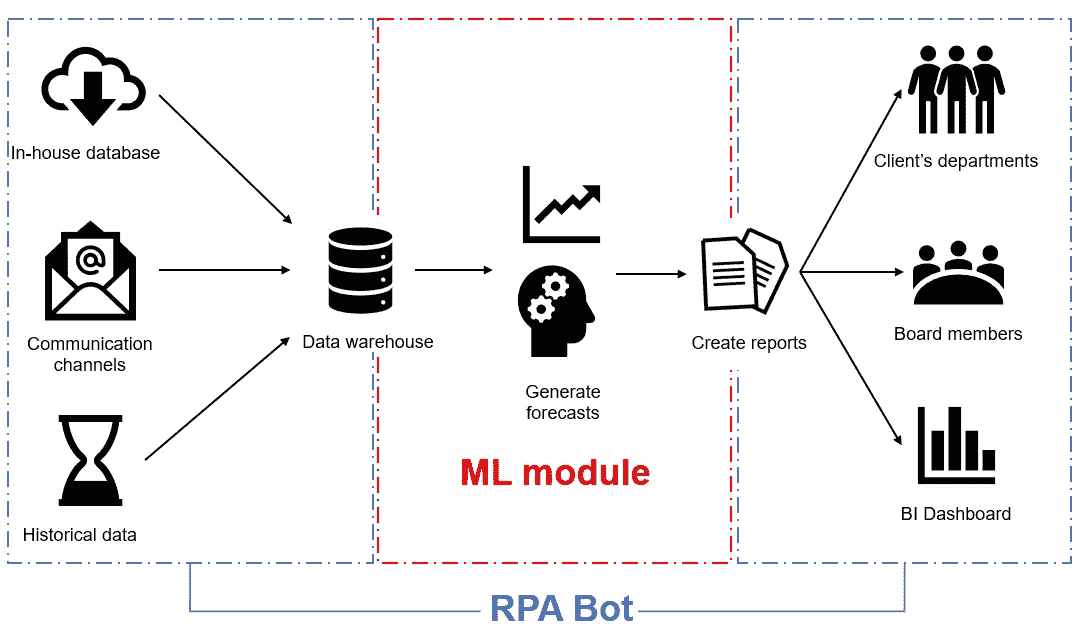 In-house database
Communication
channels
Historical data
Data warehouse
Generate
forecasts
ML module
Create reports
Client's departments
Board members
BI Dashboard
RPA Bot